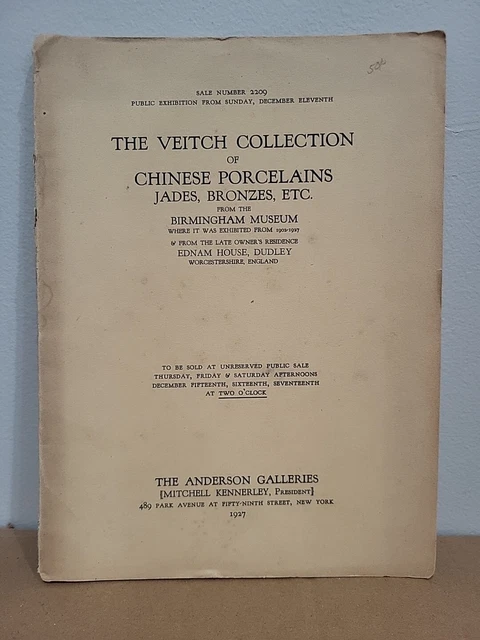 SALE NUMBER 2209
PUBLIC EXHIBITION FROM SUNDAY, DECEMBER ELEVENTH
THE VEITCH COLLECTION
OF
CHINESE PORCELAINS
JADES, BRONZES, ETC.
FROM THE
BIRMINGHAM MUSEUM
WHERE IT WAS EXHIBITED FROM 1902-1927
& FROM THE LATE OWNER'S RESIDENCE
EDNAM HOUSE, DUDLEY
WORCESTERSHIRE, ENGLAND
TO BE SOLD AT UNRESERVED PUBLIC SALE
THURSDAY, FRIDAY & SATURDAY AFTERNOONS
DECEMBER FIFTEENTH, SIXTEENTH, SEVENTEENTH
AT TWO O'CLOCK
THE ANDERSON GALLERIES
[MITCHELL KENNERLEY, PRESIDENT]
489 PARK AVENUE AT FIFTY-NINTH STREET, NEW YORK
1927